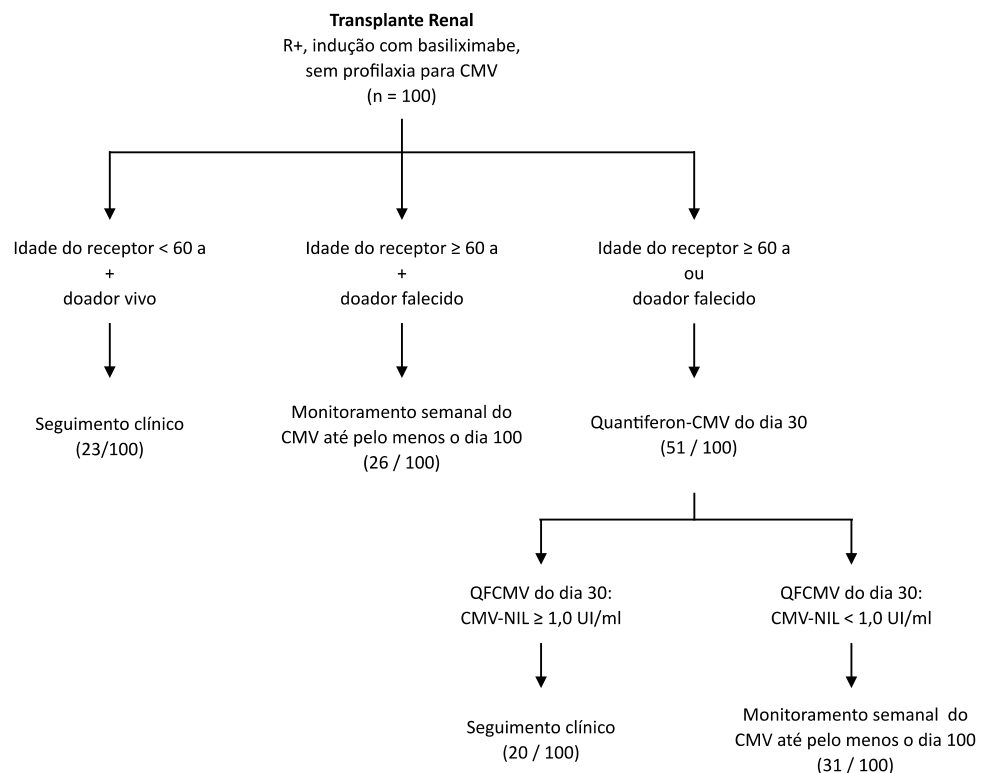 Transplante Renal
R+, indução com basiliximabe,
sem profilaxia para CMV
(n = 100)
Idade do receptor < 60 a
+
doador vivo
Idade do receptor ≥ 60 a
+
doador falecido
Idade do receptor ≥ 60 a
ou
doador falecido
Seguimento clínico
(23/100)
Monitoramento semanal do
CMV até pelo menos o dia 100
(26 / 100)
Quantiferon-CMV do dia 30
(51 / 100)
QFCMV do dia 30:
CMV-NIL ≥ 1,0 UI/ml
QFCMV do dia 30:
CMV-NIL < 1,0 UI/ml
Seguimento clínico
(20 / 100)
Monitoramento semanal do
CMV até pelo menos o dia 100
(31 / 100)